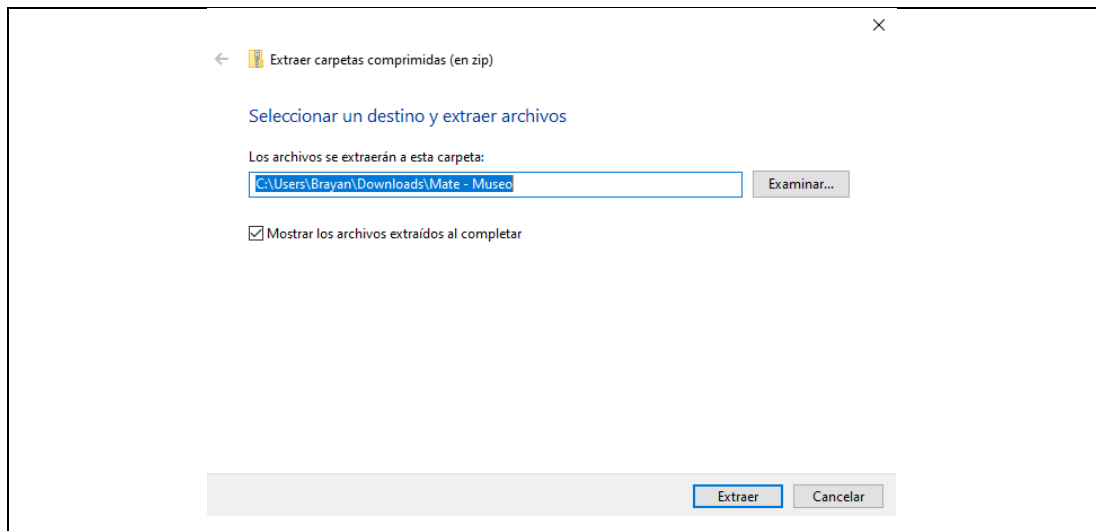 Extraer carpetas comprimidas (en zip)
Seleccionar un destino y extraer archivos
Los archivos se extraerán a esta carpeta:
C:\Users\Brayan\Downloads\Mate - Museo
Examinar...
Mostrar los archivos extraídos al completar
Extraer
Cancelar